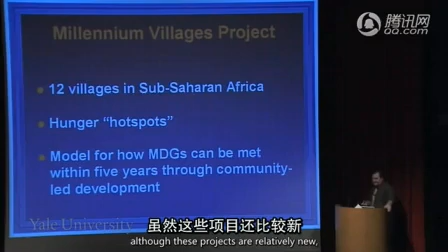 腾讯网
QQ.com
Millennium Villages Project
12 villages in Sub-Saharan Africa
Hunger “hotspots”
Model for how MDGs can be met
within five years through community-
led development
Yale University
虽然这些项目还比较新
although these projects are relatively new,